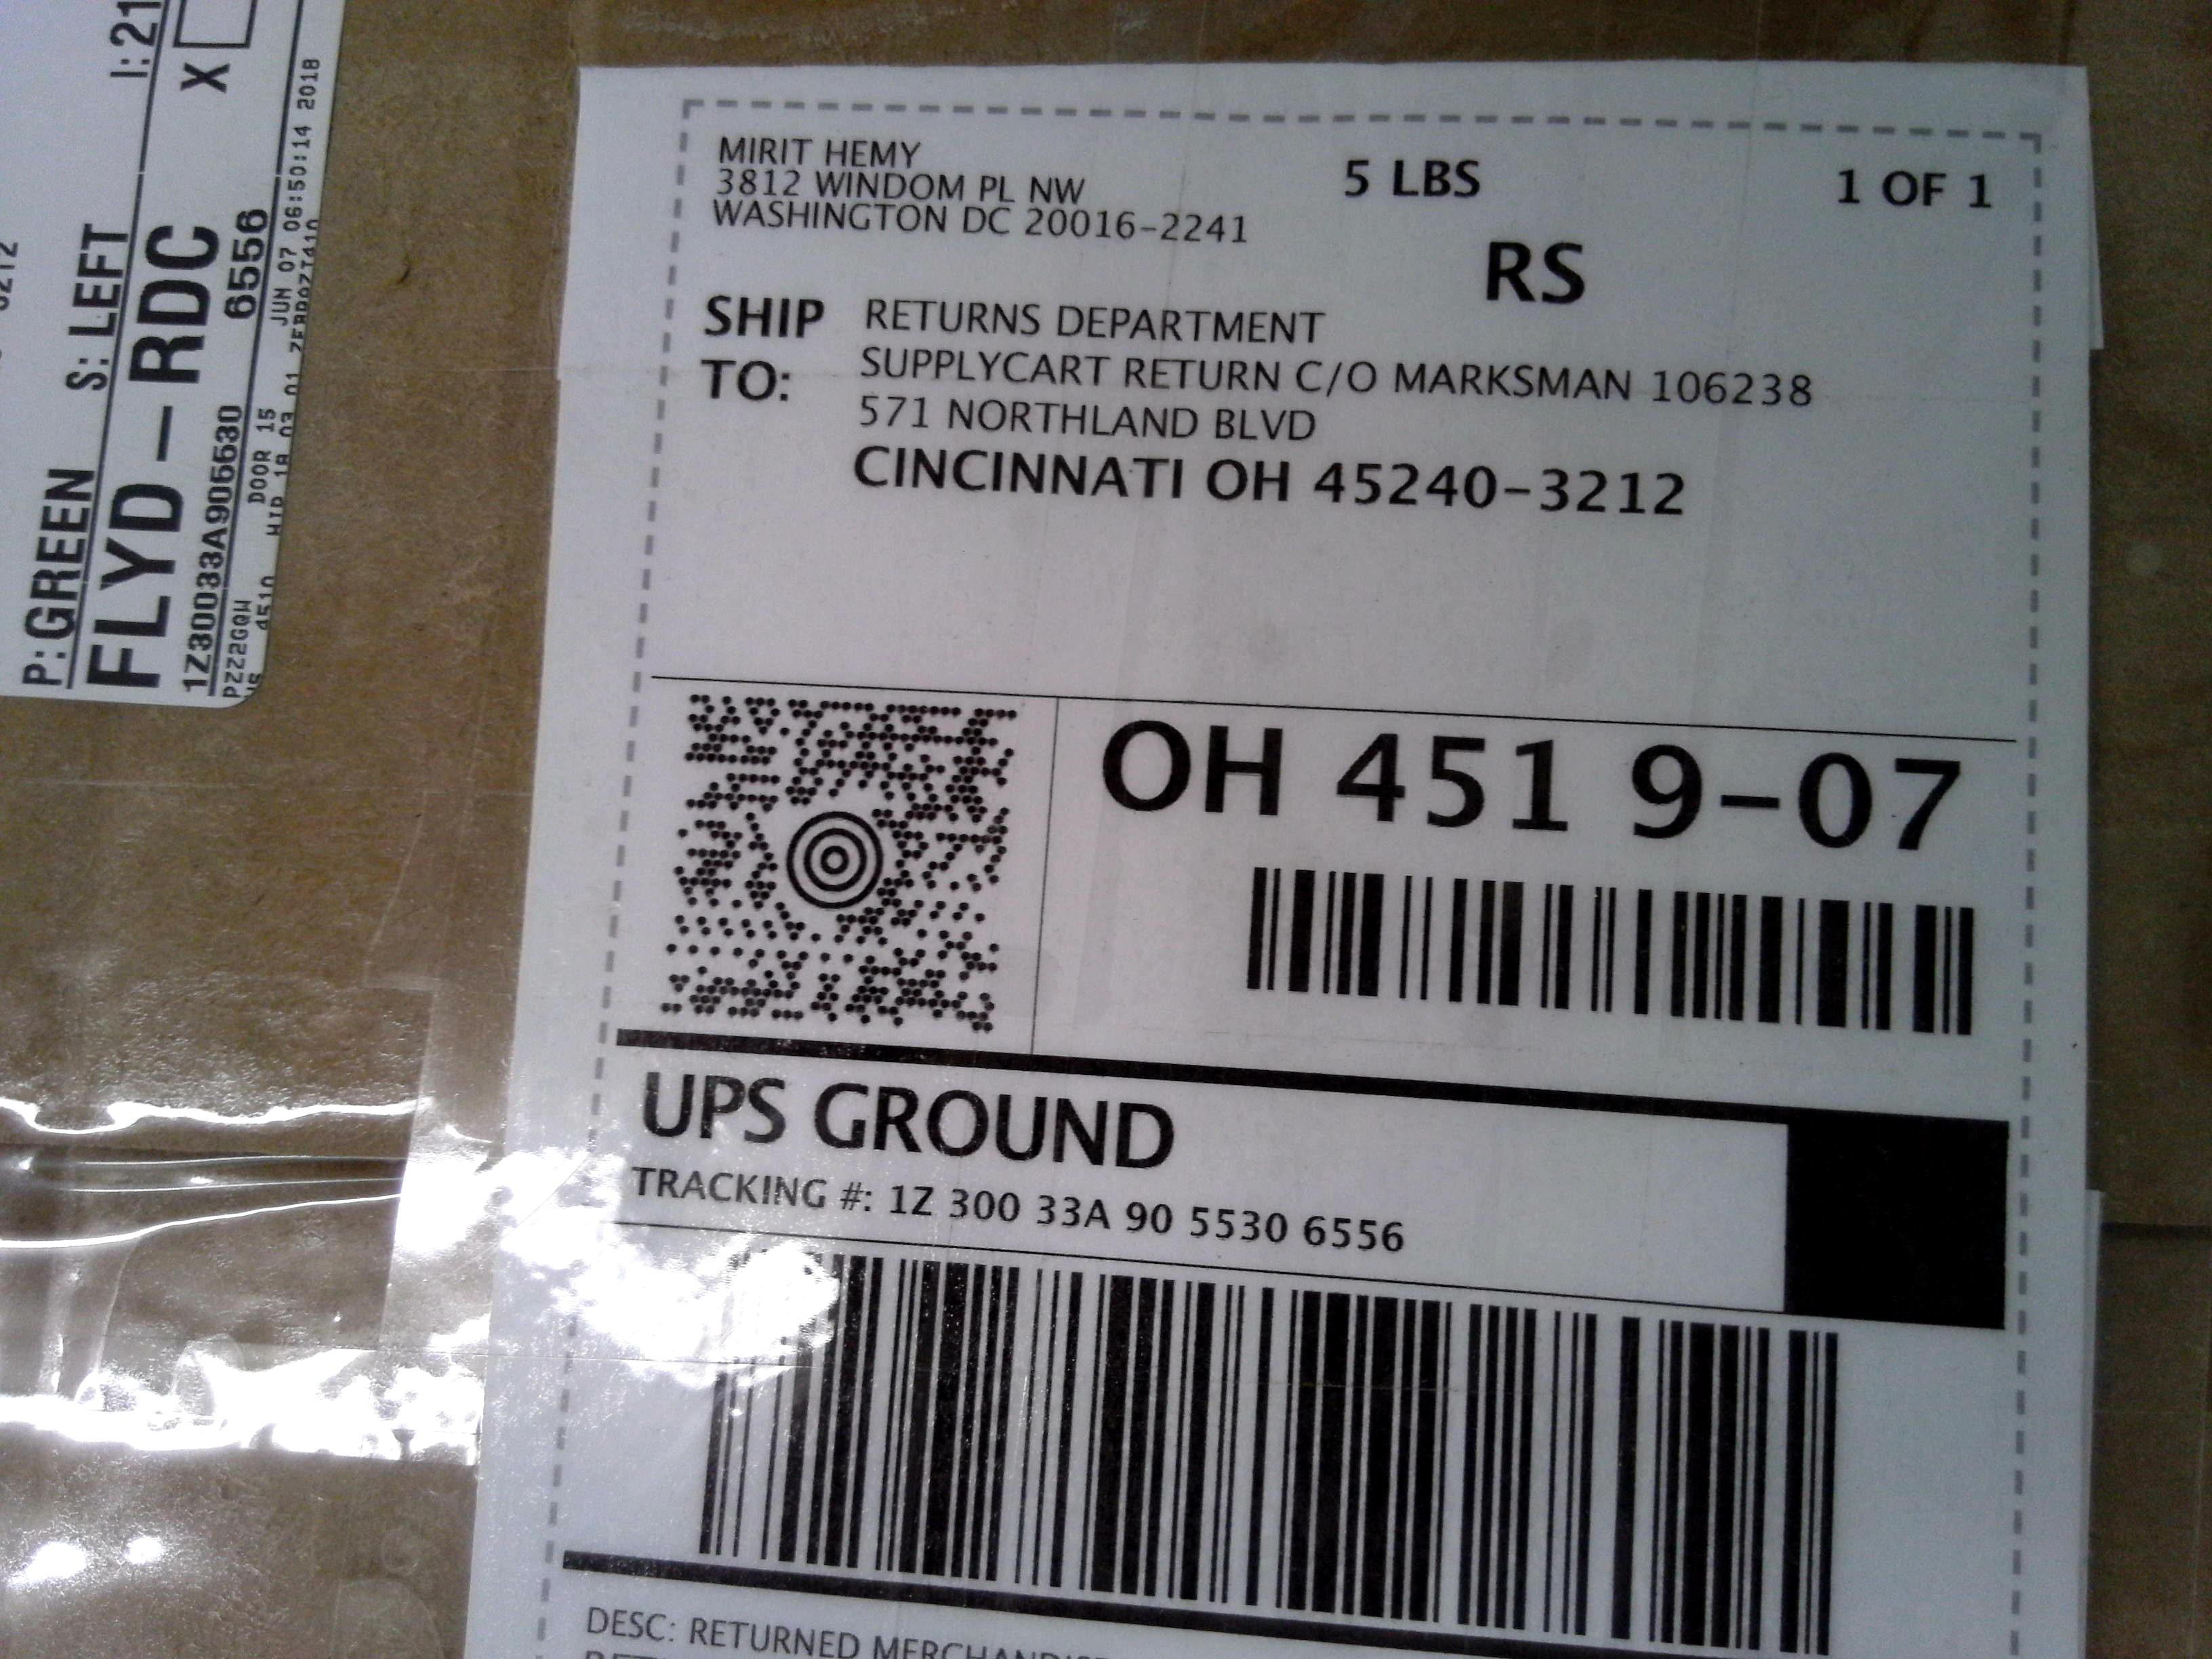 MIRIT HEMY
3812 WINDOM PL NW
WASHINGTON DC 20016-2241
5 LBS
1 OF 1
RS
SHIP TO:
RETURNS DEPARTMENT
SUPPLYCART RETURN C/O MARKSMAN 106238
571 NORTHLAND BLVD
CINCINNATI OH 45240-3212
OH 451 9-07
UPS GROUND
TRACKING #: 1Z 300 33A 90 5530 6556
DESC: RETURNED
P: GREEN S: LEFT I: 21
FLYD - RDC X
1Z30033A905530 6556
DOOR 15 JUN 07 06:50:14 2018